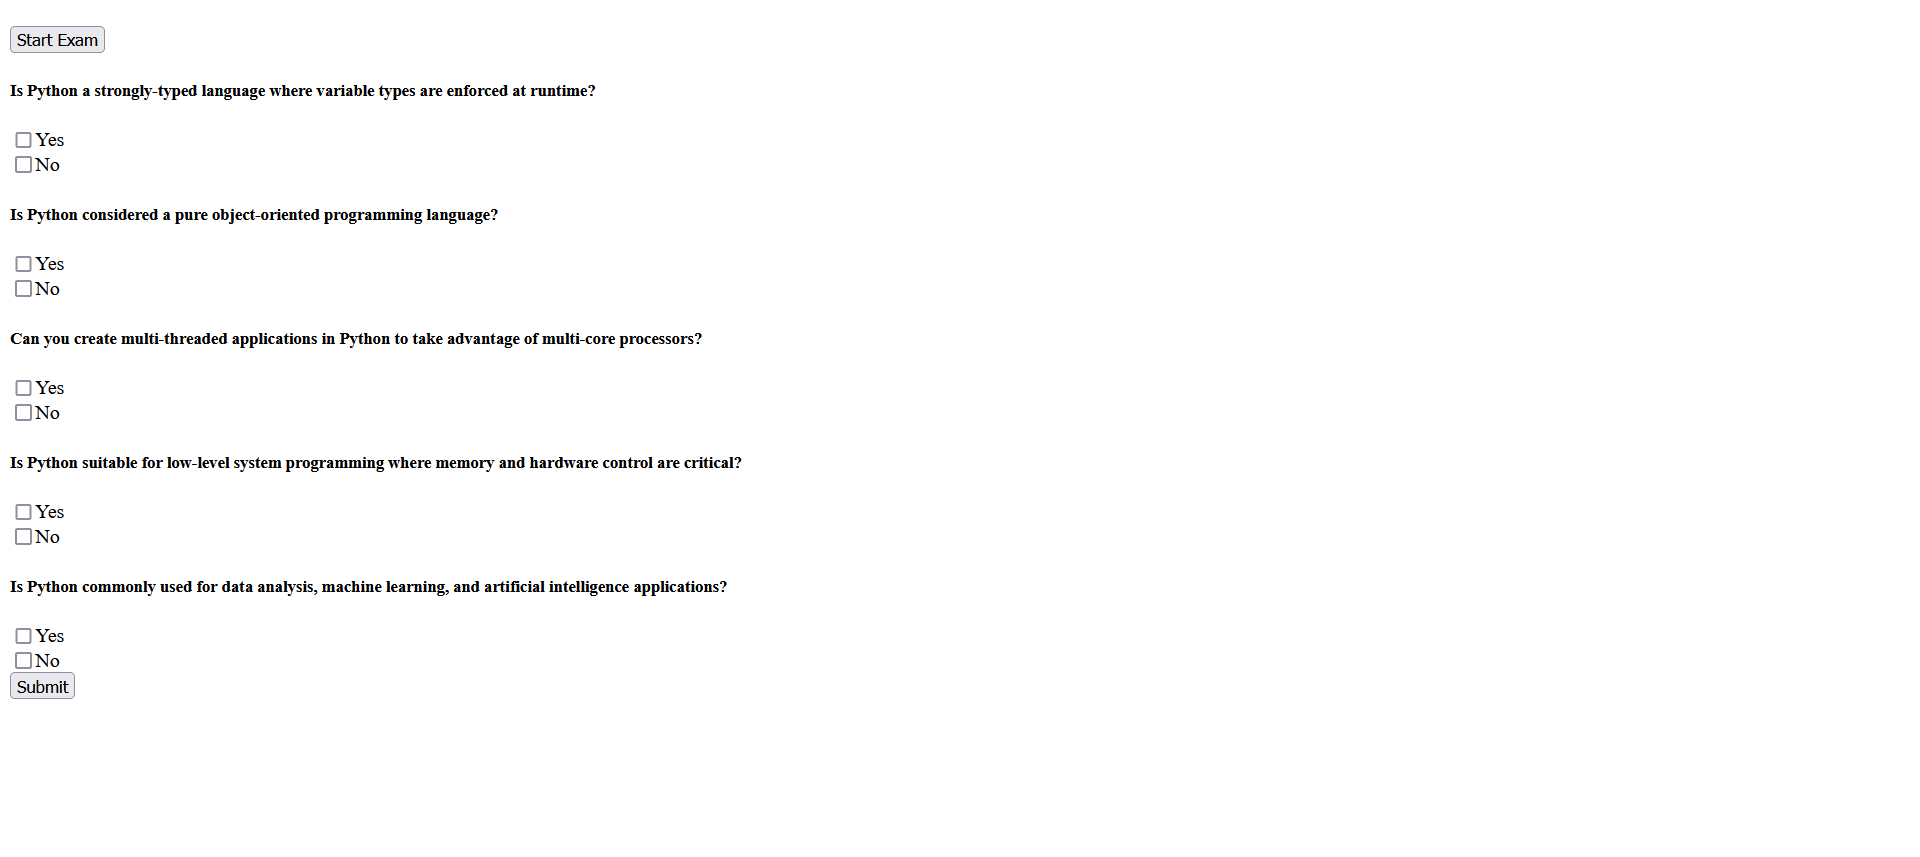 Start Exam
Is Python a strongly-typed language where variable types are enforced at runtime?
Yes
No
Is Python considered a pure object-oriented programming language?
Yes
No
Can you create multi-threaded applications in Python to take advantage of multi-core processors?
Yes
No
Is Python suitable for low-level system programming where memory and hardware control are critical?
Yes
No
Is Python commonly used for data analysis, machine learning, and artificial intelligence applications?
Yes
No
Submit